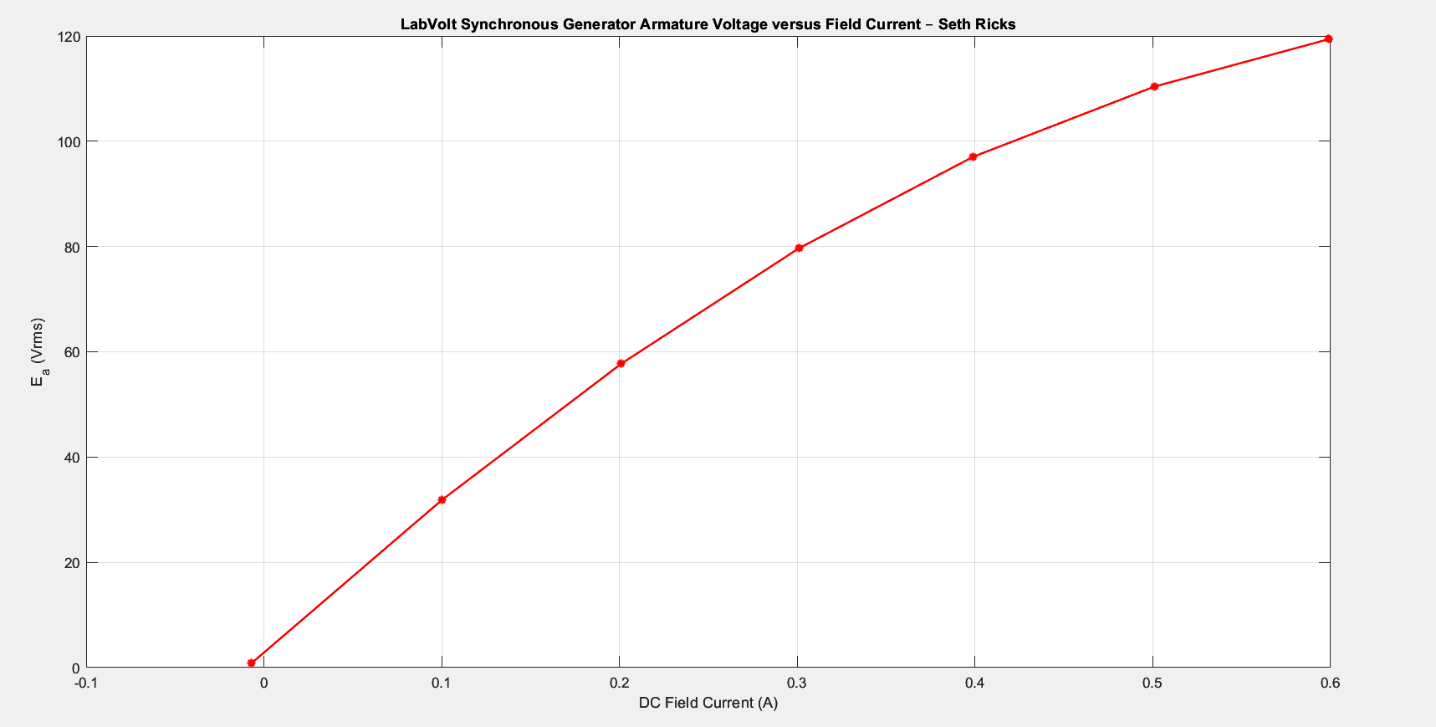 LabVolt Synchronous Generator Armature Voltage versus Field Current – Seth Ricks
120
100
80
60
40
20
0
E_a (Vrms)
-0.1 0 0.1 0.2 0.3 0.4 0.5 0.6
DC Field Current (A)